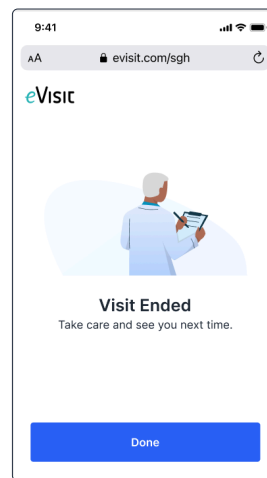 9:41
AA evisit.com/sgh
eVisit
Visit Ended
Take care and see you next time.
Done